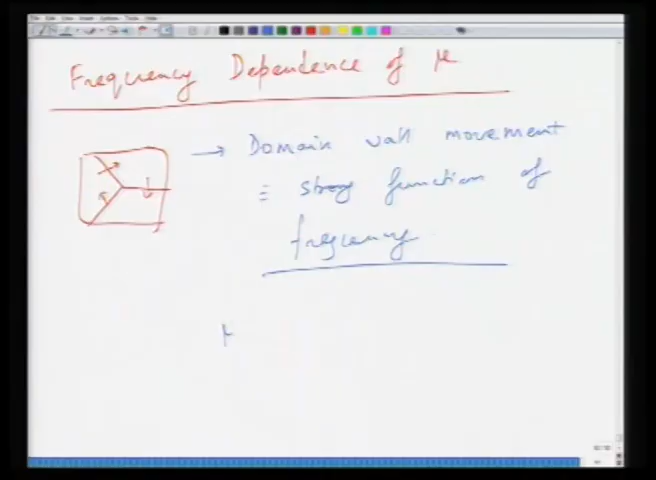 Frequency Dependence of μ
→ Domain wall movement
≡ strong function of
frequency